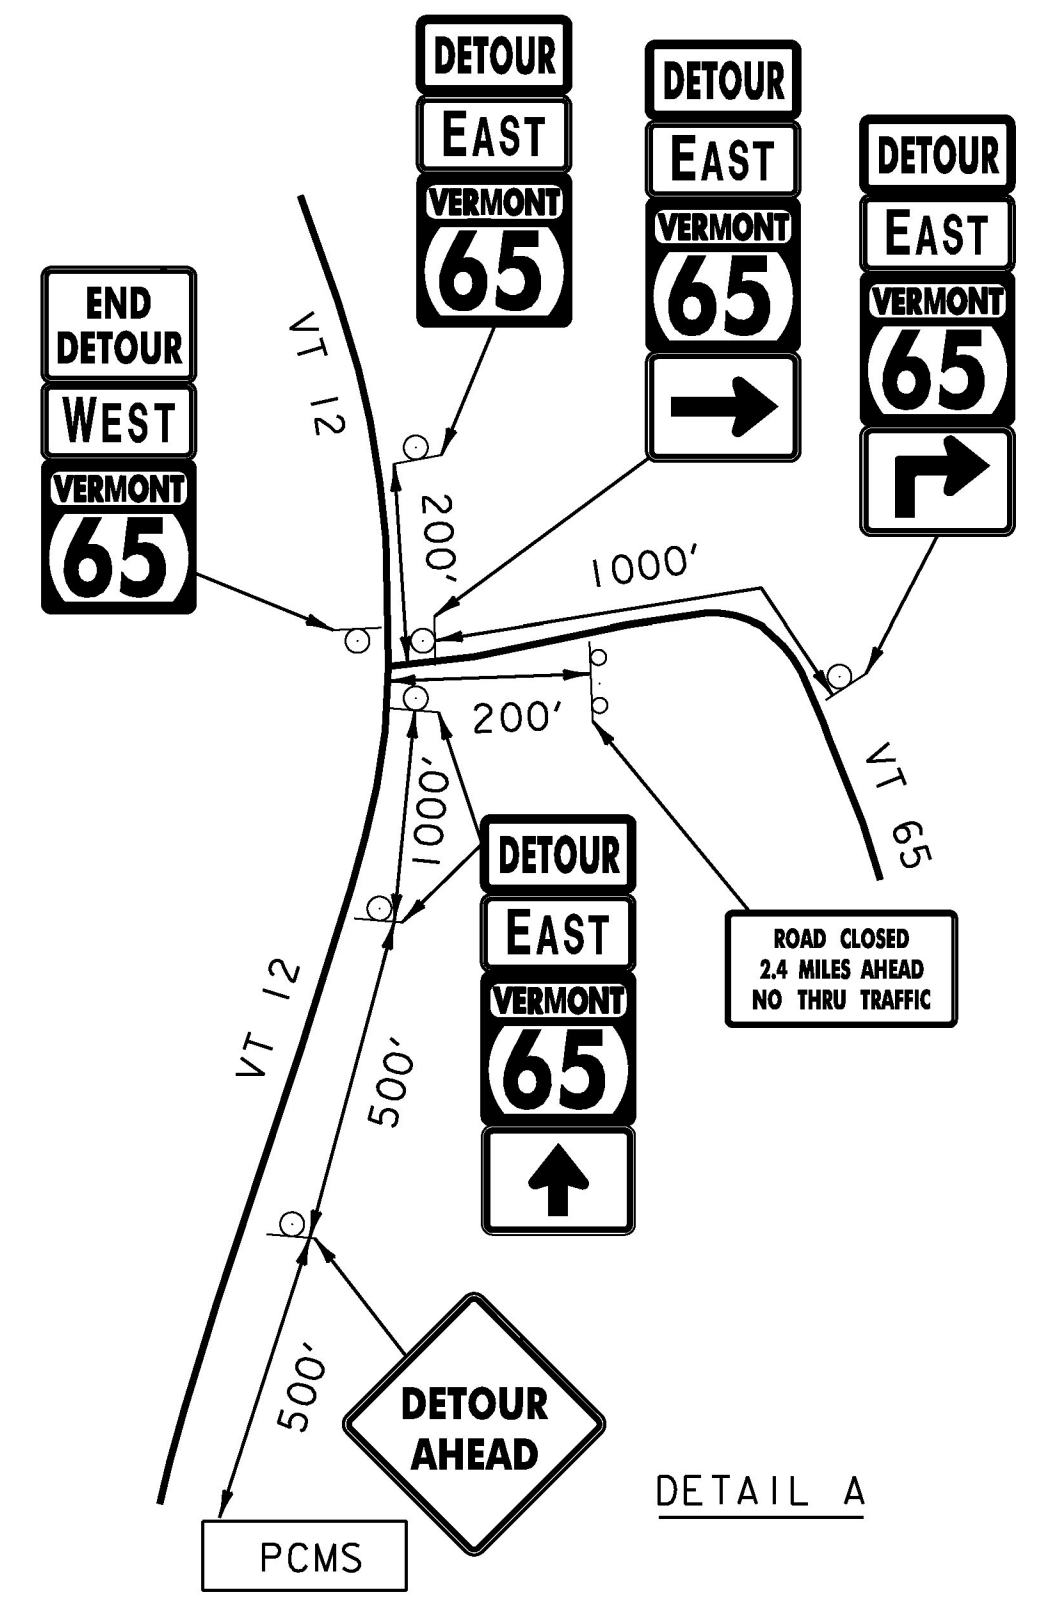 DETOUR
EAST
VERMONT
65
DETOUR
EAST
VERMONT
65
DETOUR
EAST
VERMONT
65
END
DETOUR
WEST
VERMONT
65
VT 12
200'
1000'
200'
VT 65
1000'
DETOUR
EAST
VERMONT
65
ROAD CLOSED
2.4 MILES AHEAD
NO THRU TRAFFIC
VT 12
500'
500'
DETOUR
AHEAD
DETAIL A
PCMS